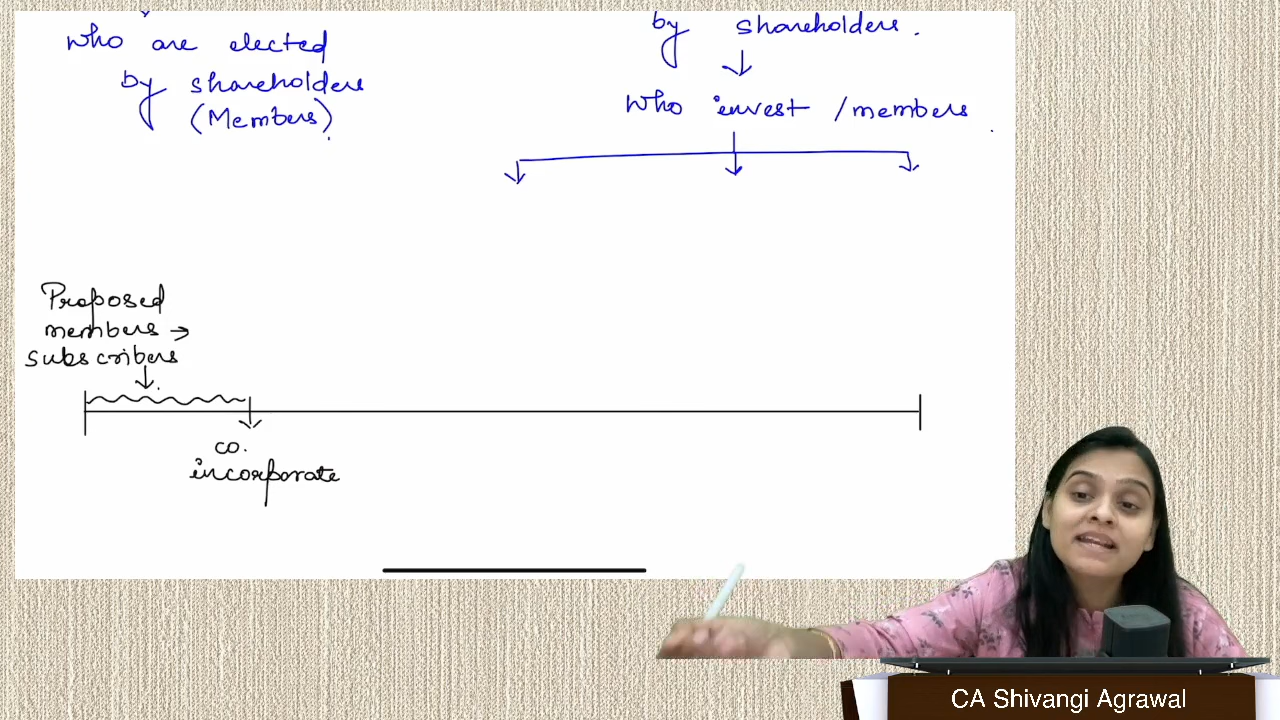 who are elected
by shareholders
(Members)
by shareholders.
who invest / members
Proposed
members →
subscribers
co.
incorporate
CA Shivangi Agrawal